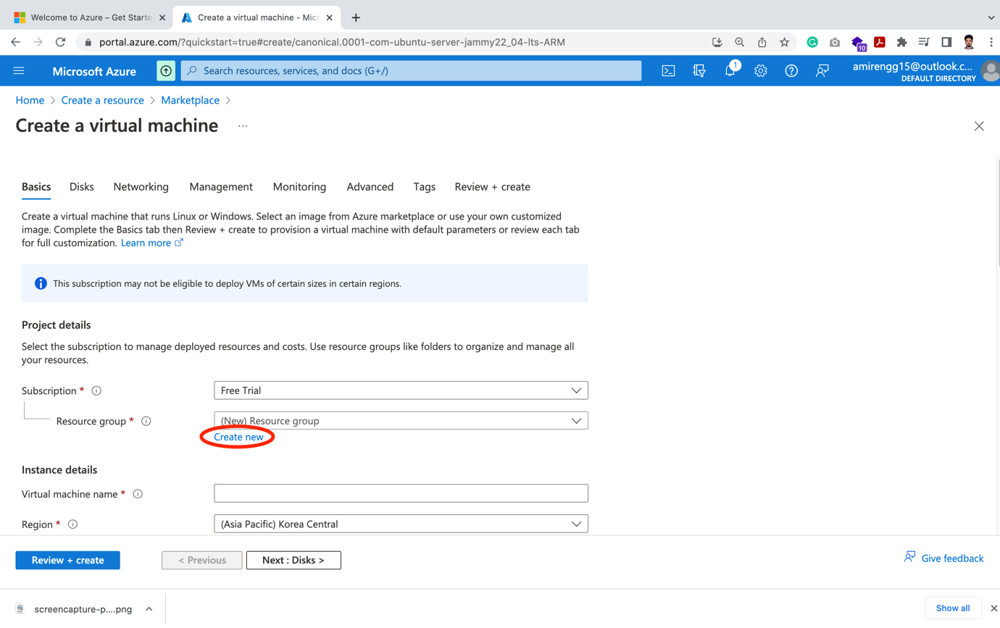 Welcome to Azure – Get Starte
Create a virtual machine - Micr
portal.azure.com/?quickstart=true#create/canonical.0001-com-ubuntu-server-jammy22_04-lts-ARM
10
Microsoft Azure
Search resources, services, and docs (G+/)
1
amirengg15@outlook.c...
DEFAULT DIRECTORY
Home > Create a resource > Marketplace >
Create a virtual machine ...
Basics Disks Networking Management Monitoring Advanced Tags Review + create
Create a virtual machine that runs Linux or Windows. Select an image from Azure marketplace or use your own customized
image. Complete the Basics tab then Review + create to provision a virtual machine with default parameters or review each tab
for full customization. Learn more
This subscription may not be eligible to deploy VMs of certain sizes in certain regions.
Project details
Select the subscription to manage deployed resources and costs. Use resource groups like folders to organize and manage all
your resources.
Subscription * Free Trial
Resource group * (New) Resource group
Create new
Instance details
Virtual machine name *
Region * (Asia Pacific) Korea Central
Review + create < Previous Next : Disks > Give feedback
screencapture-p....png Show all